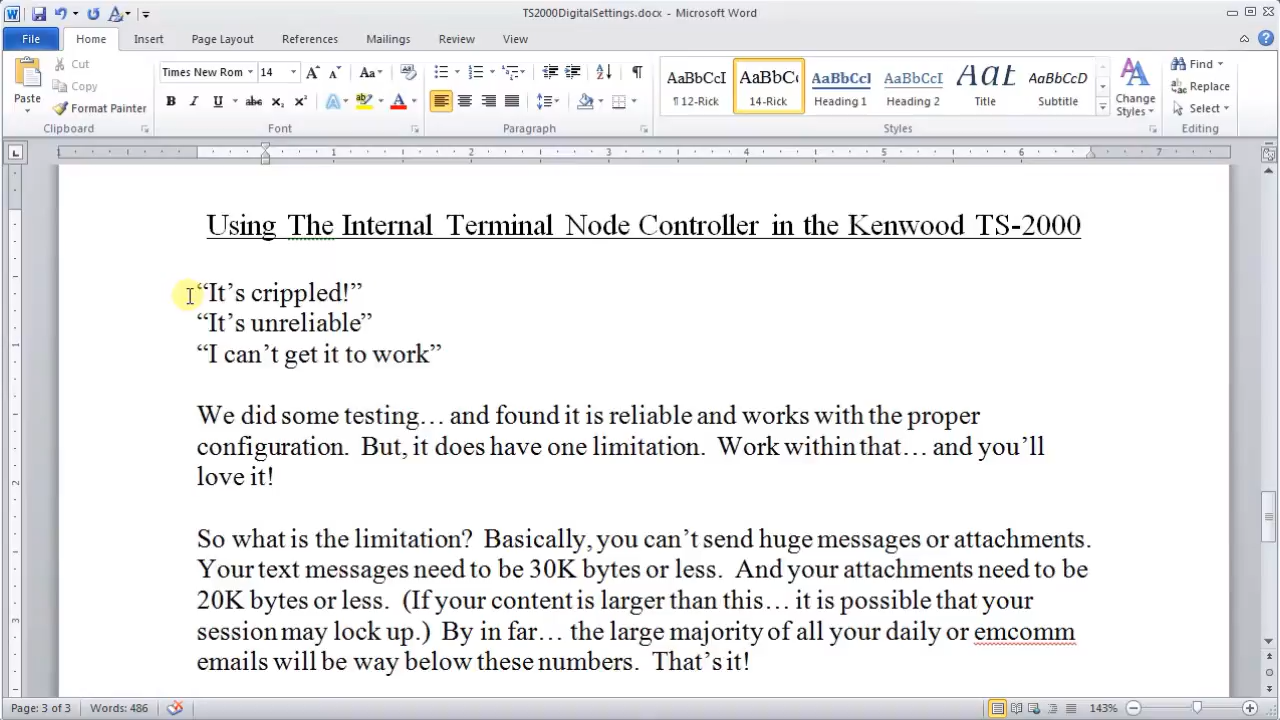 TS2000DigitalSettings.docx - Microsoft Word
File Home Insert Page Layout References Mailings Review View
Paste
Cut
Copy
Format Painter
Clipboard
Times New Rom 14
Font
Paragraph
AaBbCcI AaBbC AaBbCcI AaBbCcI Aat AaBbCcD
¶ 12-Rick 14-Rick Heading 1 Heading 2 Title Subtitle
Styles
Change Styles
Find
Replace
Select
Editing
1 2 3 4 5 6 7
Using The Internal Terminal Node Controller in the Kenwood TS-2000
“It’s crippled!”
“It’s unreliable”
“I can’t get it to work”
We did some testing… and found it is reliable and works with the proper
configuration. But, it does have one limitation. Work within that… and you’ll
love it!
So what is the limitation? Basically, you can’t send huge messages or attachments.
Your text messages need to be 30K bytes or less. And your attachments need to be
20K bytes or less. (If your content is larger than this… it is possible that your
session may lock up.) By in far… the large majority of all your daily or emcomm
emails will be way below these numbers. That’s it!
Page: 3 of 3 Words: 486 143%